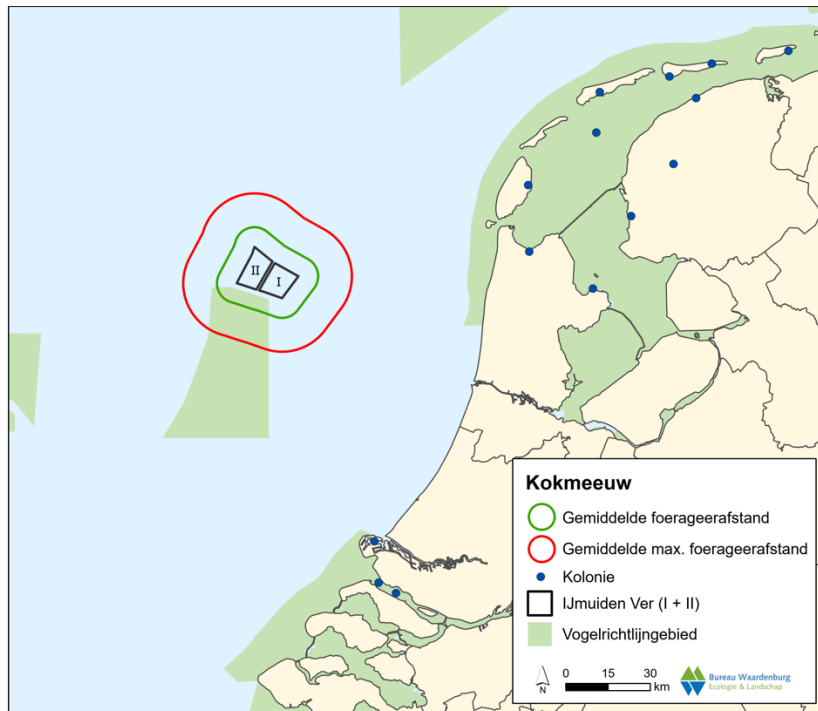 II
I
Kokmeeuw
Gemiddelde foerageerafstand
Gemiddelde max. foerageerafstand
Kolonie
IJmuiden Ver (I + II)
Vogelrichtlijngebied
N
0 15 30
km
Bureau Waardenburg
Ecologie & Landschap